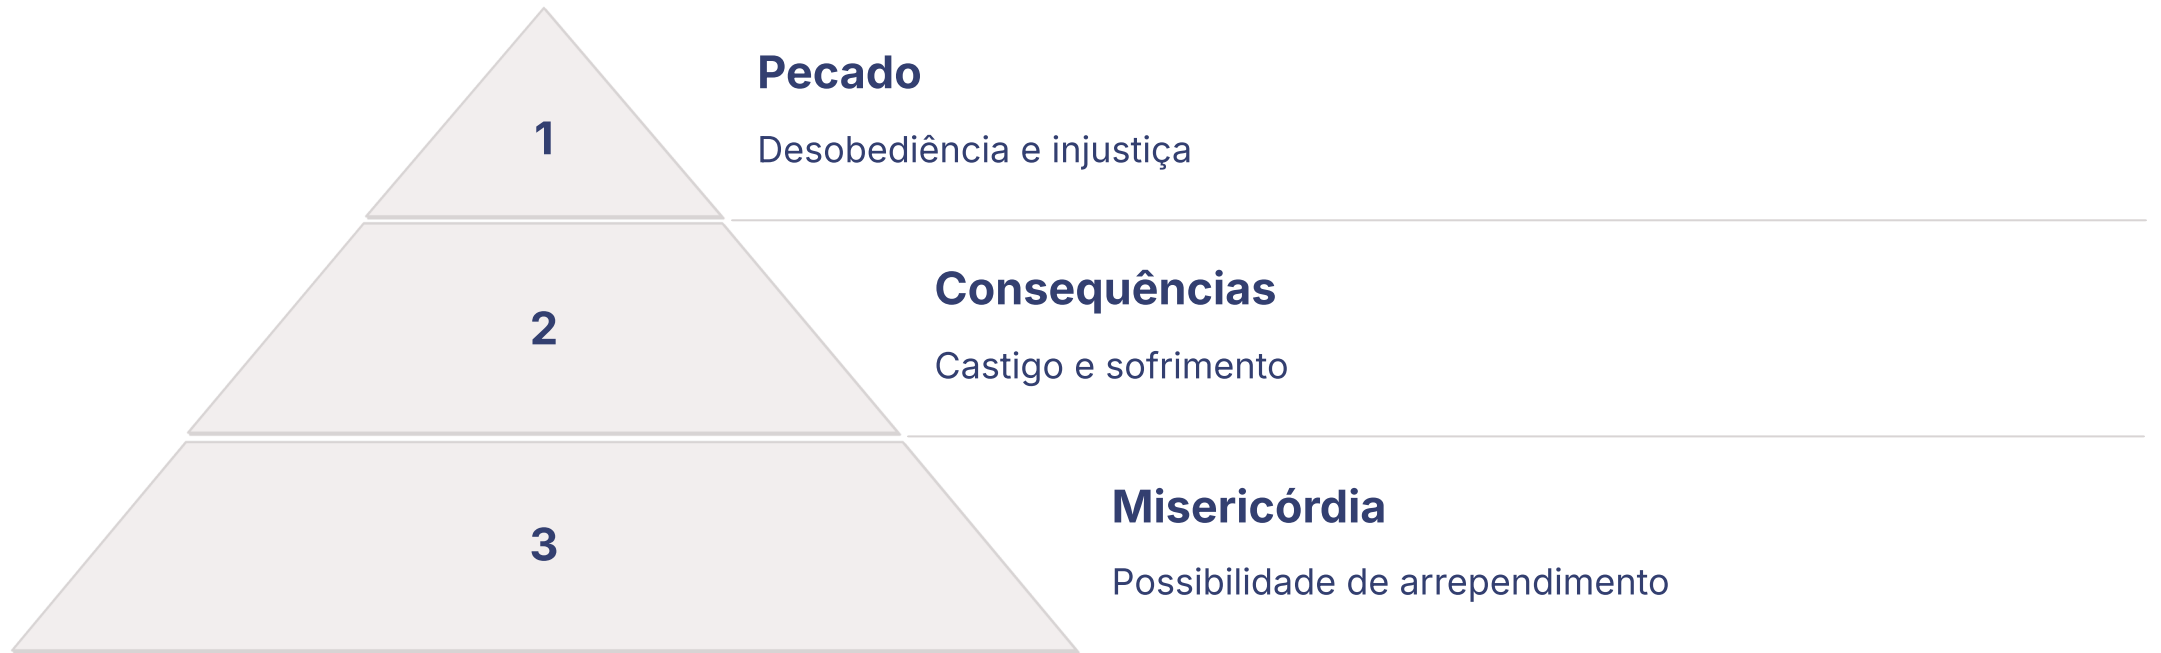 1
Pecado
Desobediência e injustiça
2
Consequências
Castigo e sofrimento
3
Misericórdia
Possibilidade de arrependimento